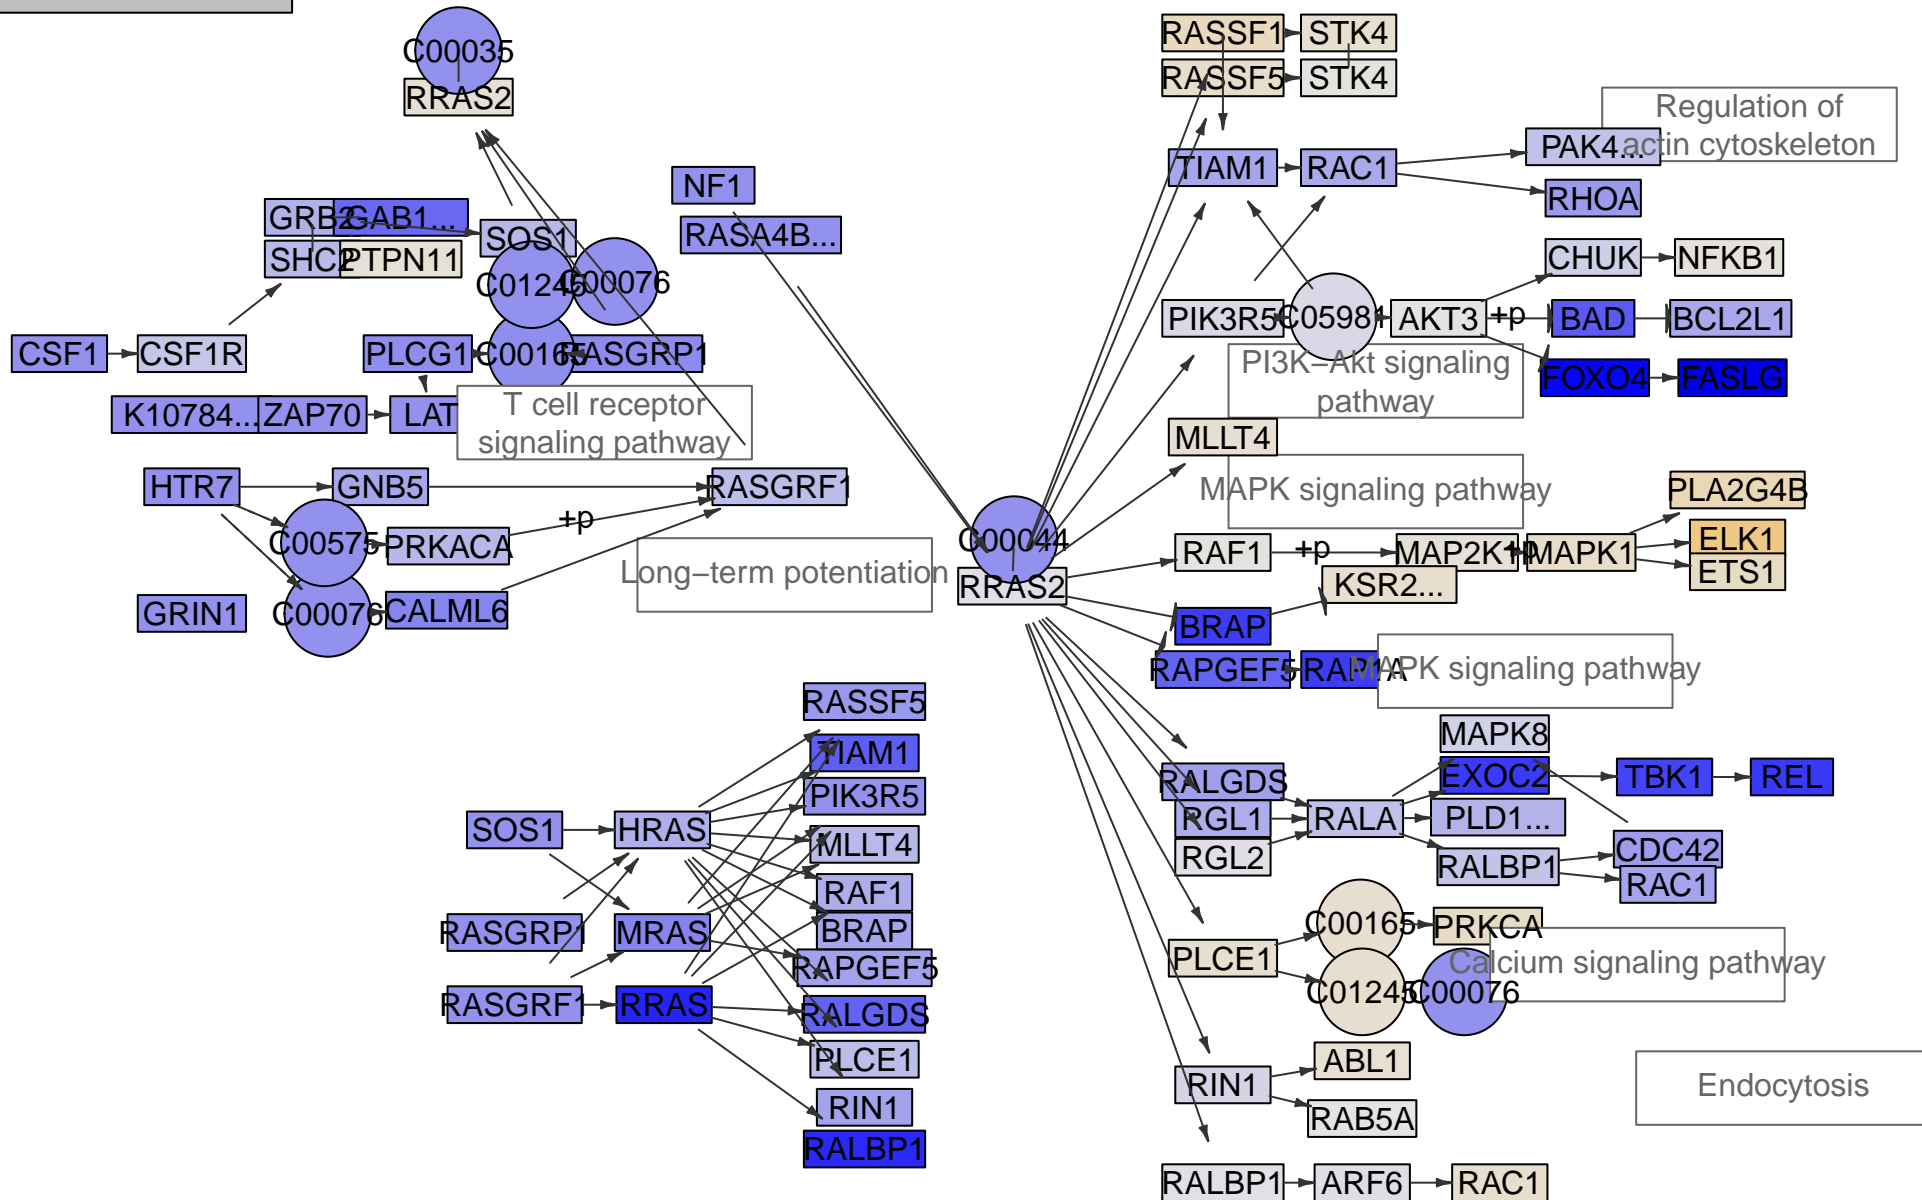 C00035
RRAS2
NF1
RASA4B...
GRB2
GAB1...
SOS1
SHC2
PTPN11
C01245
C00076
CSF1
CSF1R
PLCG1
C00165
RASGRP1
K10784...
ZAP70
LAT
T cell receptor
signaling pathway
HTR7
GNB5
RASGRF1
C00575
PRKACA
+p
GRIN1
C00076
CALML6
Long−term potentiation
C00044
RRAS2
RASSF1
STK4
RASSF5
STK4
Regulation of
actin cytoskeleton
TIAM1
RAC1
PAK4...
RHOA
CHUK
NFKB1
PIK3R5
C05981
AKT3
+p
BAD
BCL2L1
PI3K−Akt signaling
pathway
FOXO4
FASLG
MLLT4
MAPK signaling pathway
PLA2G4B
RAF1
+p
MAP2K1
+p
MAPK1
ELK1
ETS1
KSR2...
BRAP
RAPGEF5
RAP1A
MAPK signaling pathway
MAPK8
RALGDS
EXOC2
TBK1
REL
RGL1
RALA
PLD1...
RGL2
RALBP1
CDC42
RAC1
C00165
PRKCA
PLCE1
Calcium signaling pathway
C01245
C00076
RIN1
ABL1
RAB5A
Endocytosis
RALBP1
ARF6
RAC1
RASSF5
TIAM1
PIK3R5
SOS1
HRAS
MLLT4
RAF1
RASGRP1
MRAS
BRAP
RAPGEF5
RASGRF1
RRAS
RALGDS
PLCE1
RIN1
RALBP1